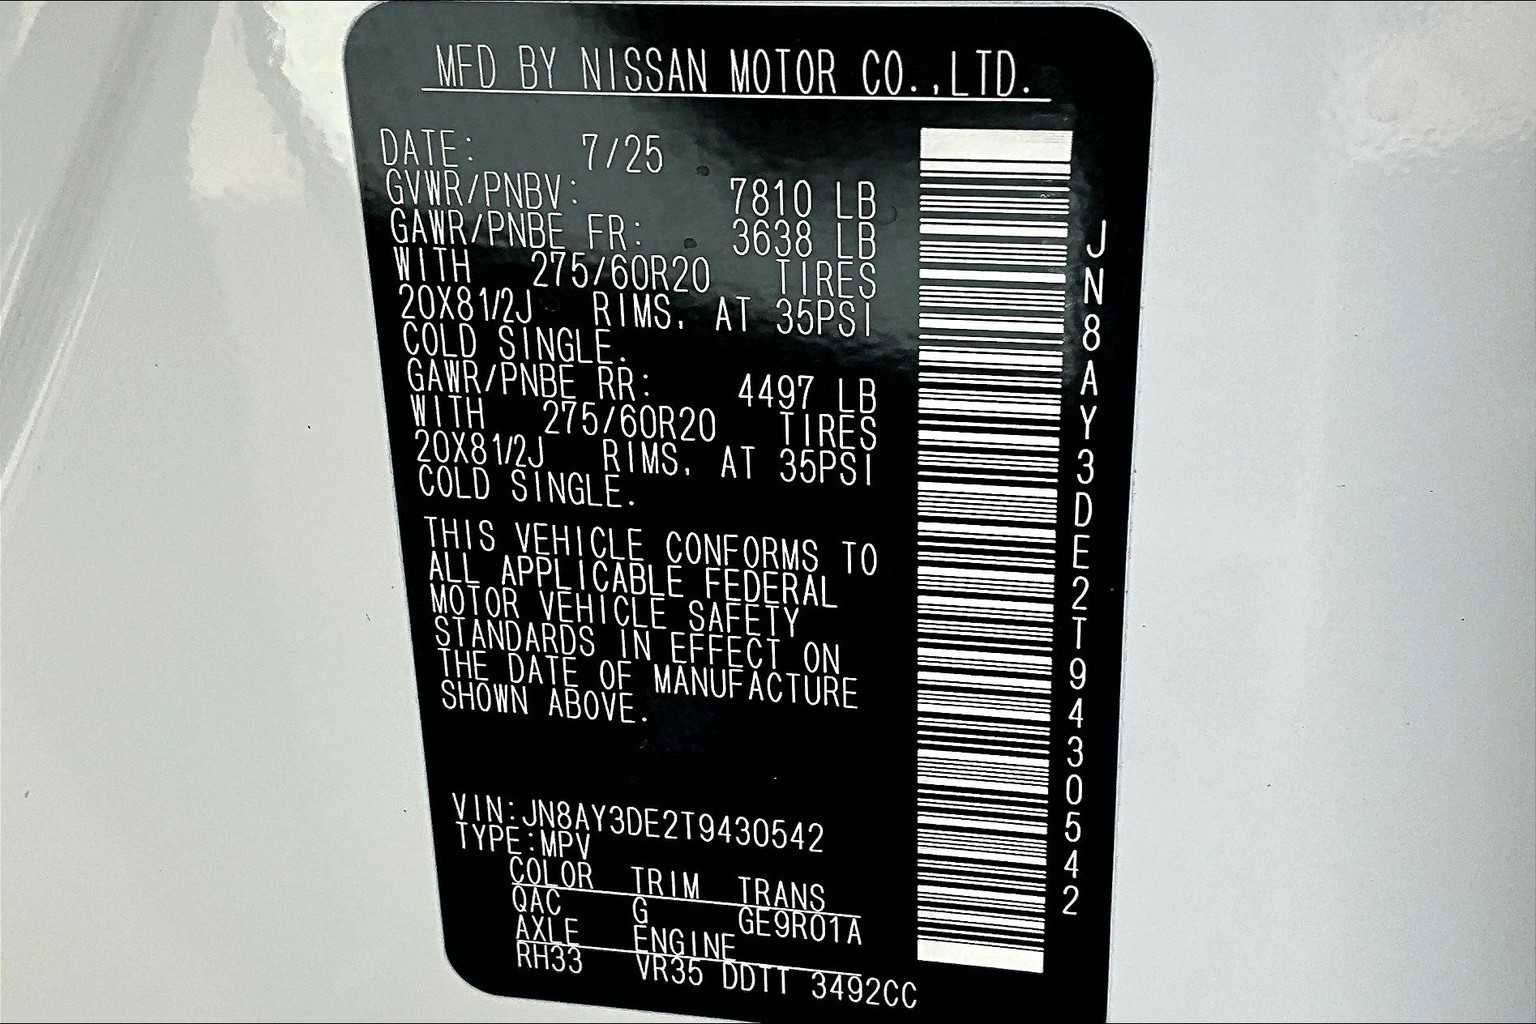 MFD BY NISSAN MOTOR CO.,LTD.
DATE: 7/25
GVWR/PNBV: 7810 LB
GAWR/PNBE FR: 3638 LB
WITH 275/60R20 TIRES
20X81/2J RIMS, AT 35PSI
COLD SINGLE.
GAWR/PNBE RR: 4497 LB
WITH 275/60R20 TIRES
20X81/2J RIMS, AT 35PSI
COLD SINGLE.
THIS VEHICLE CONFORMS TO
ALL APPLICABLE FEDERAL
MOTOR VEHICLE SAFETY
STANDARDS IN EFFECT ON
THE DATE OF MANUFACTURE
SHOWN ABOVE.
VIN:JN8AY3DE2T9430542
TYPE:MPV
COLOR TRIM TRANS
QAC G GE9R01A
AXLE ENGINE
RH33 VR35 DDTT 3492CC
JN8AY3DE2T9430542